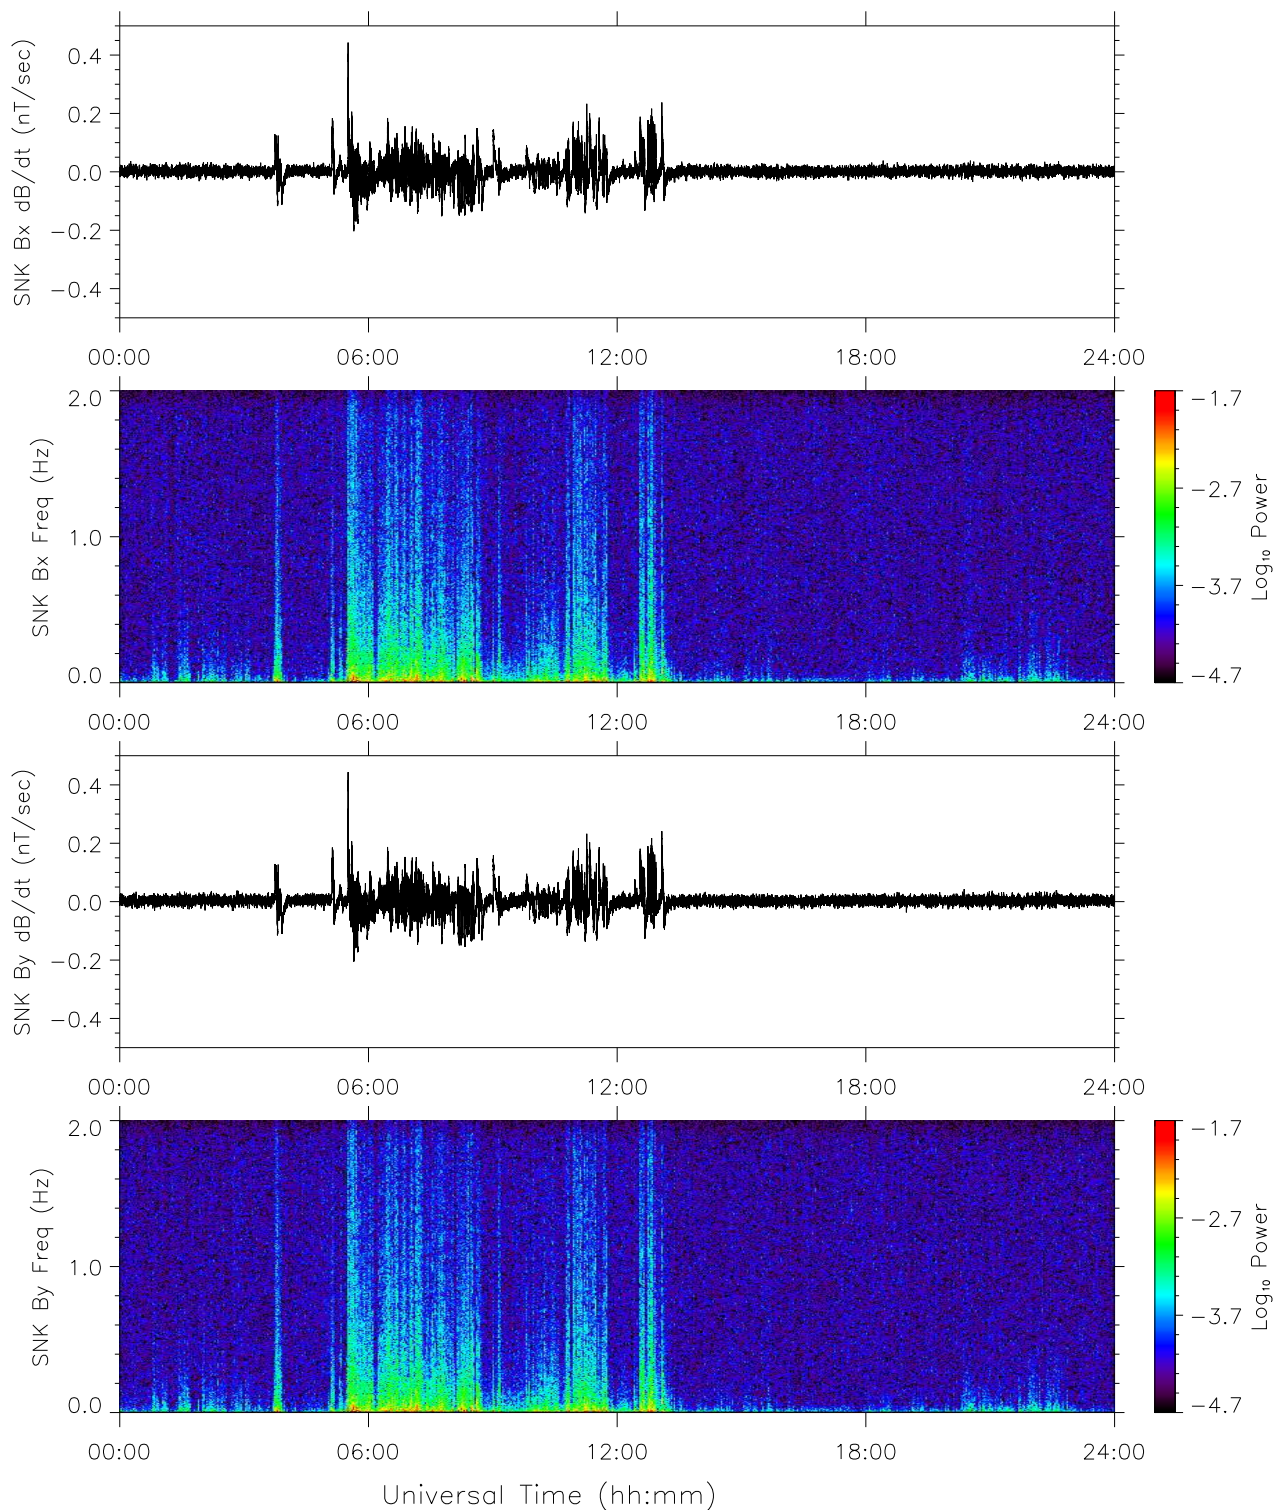 SNK Bx dB/dt (nT/sec)
0.4
0.2
0.0
−0.2
−0.4
00:00 06:00 12:00 18:00 24:00
SNK Bx Freq (Hz)
2.0
1.0
0.0
00:00 06:00 12:00 18:00 24:00
−1.7
−2.7
−3.7
−4.7
Log₁₀ Power
SNK By dB/dt (nT/sec)
0.4
0.2
0.0
−0.2
−0.4
00:00 06:00 12:00 18:00 24:00
SNK By Freq (Hz)
2.0
1.0
0.0
00:00 06:00 12:00 18:00 24:00
−1.7
−2.7
−3.7
−4.7
Log₁₀ Power
Universal Time (hh:mm)